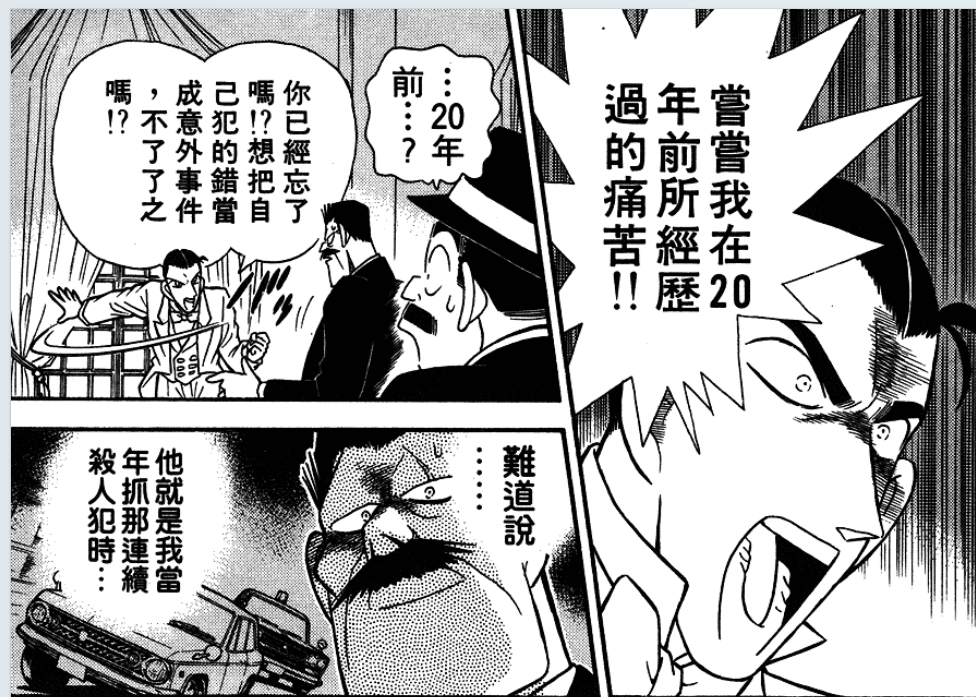 嘗嘗我在20
年前所經歷
過的痛苦!!
…20年
前…?
你已經忘了
嗎!?想把自
己犯的錯當
成意外事件
，不了了之
嗎!?
難道說
……
他就是我當
年抓那連續
殺人犯時…